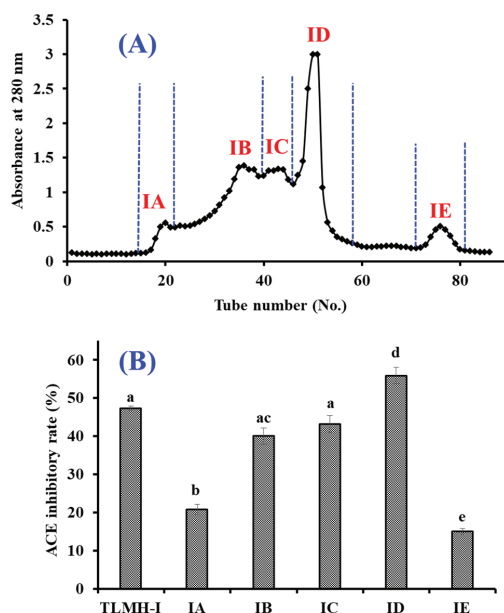 (A)
ID
IB
IC
IA
IE
Absorbance at 280 nm
3.5
3
2.5
2
1.5
1
0.5
0
0 20 40 60 80
Tube number (No.)
(B)
ACE inhibitory rate (%)
60
50
40
30
20
10
0
a b ac a d e
TLMH-I IA IB IC ID IE